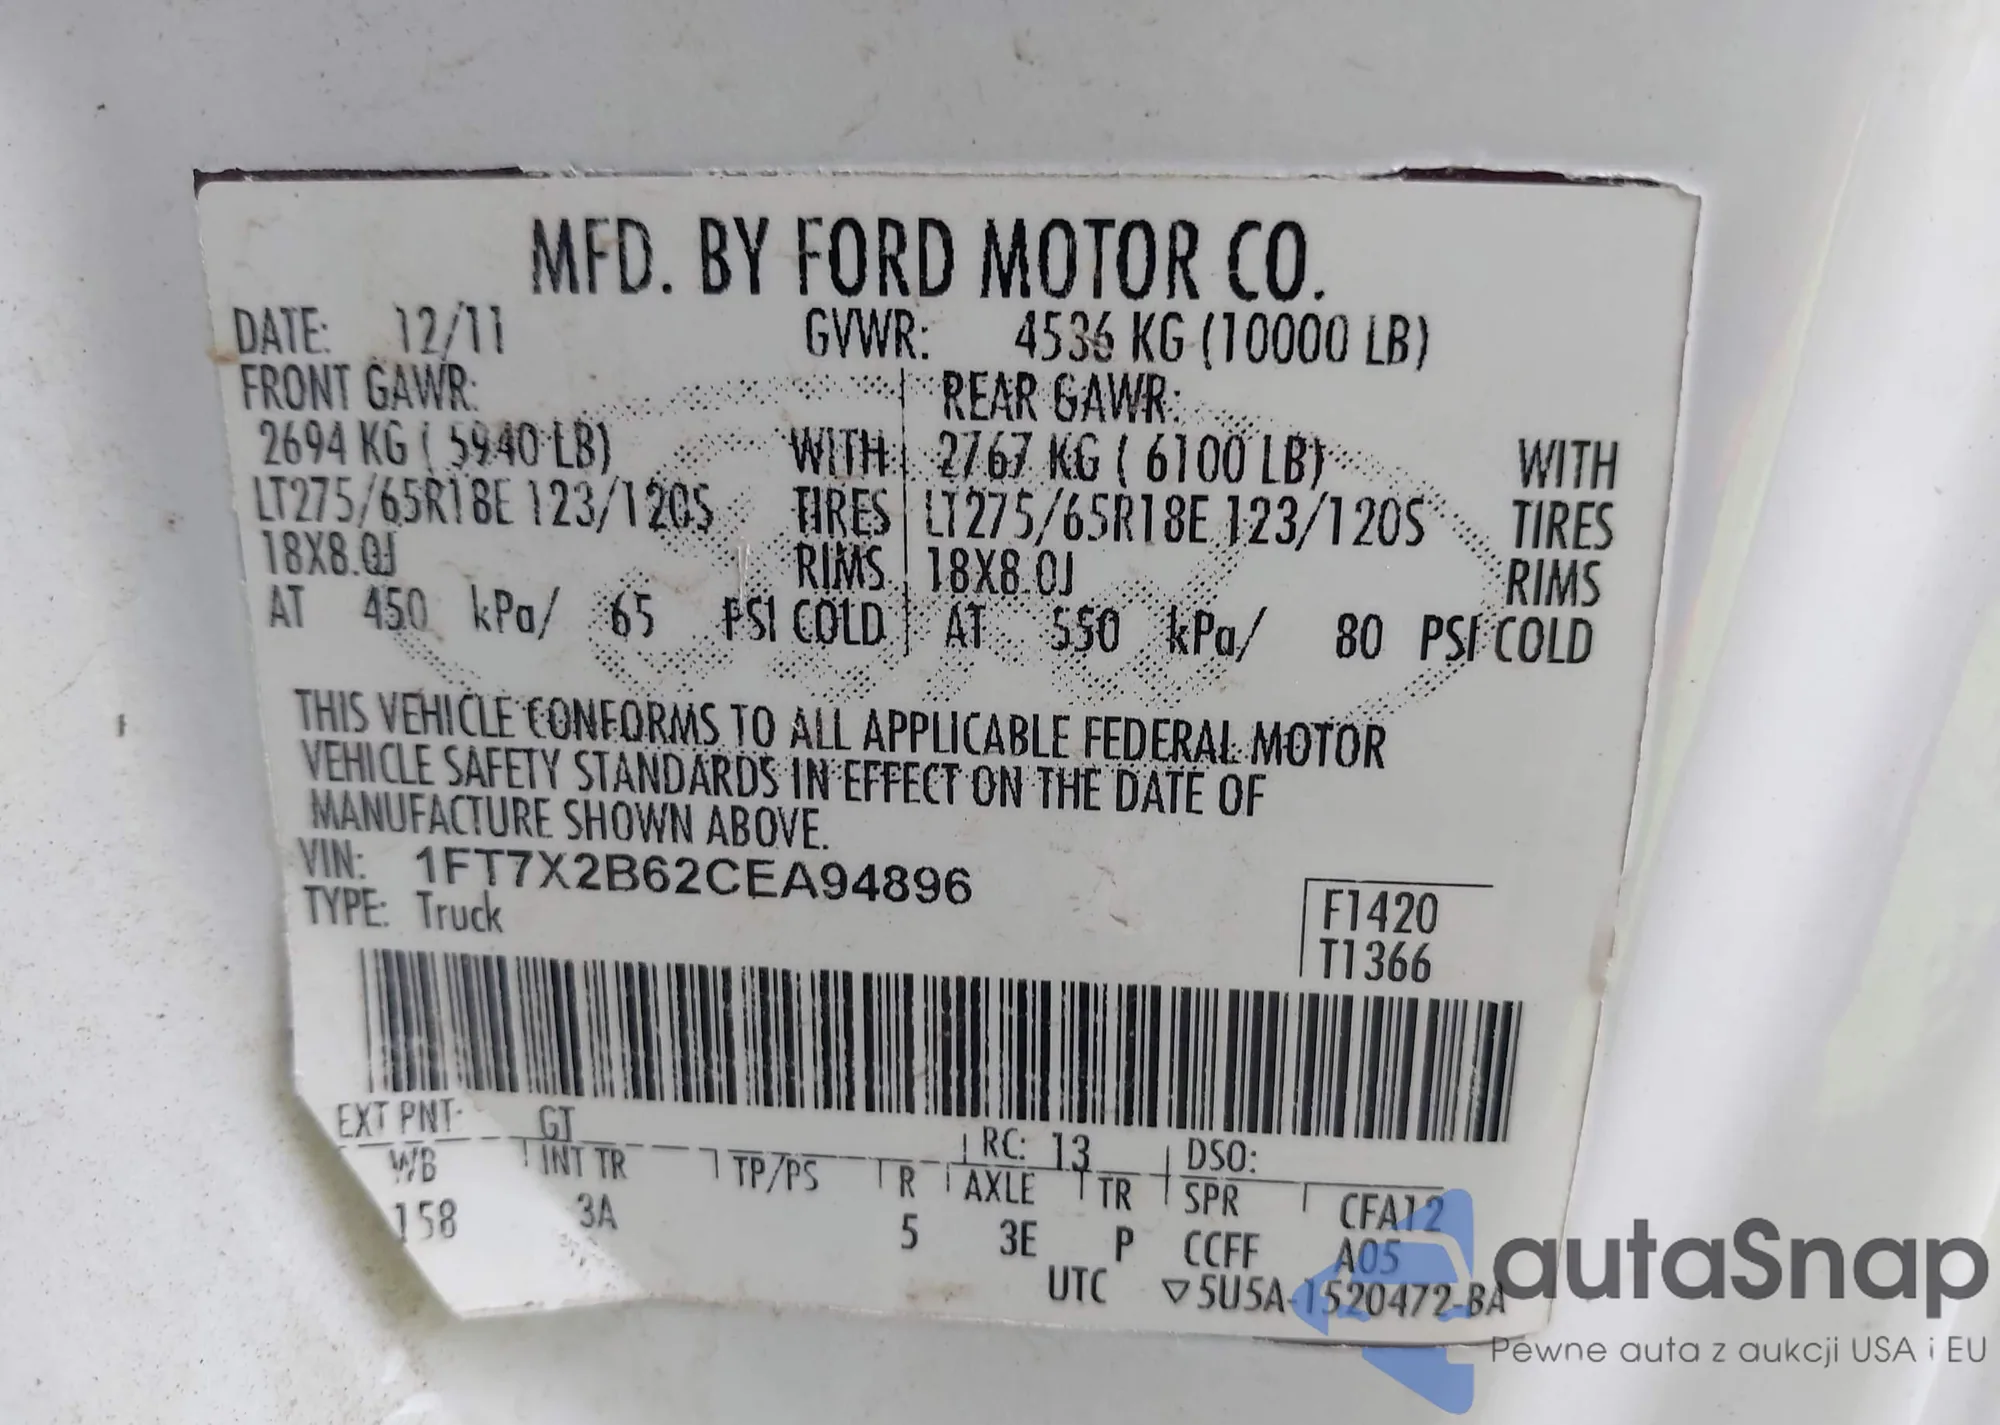 MFD. BY FORD MOTOR CO.
DATE: 12/11 GVWR: 4536 KG (10000 LB)
FRONT GAWR: REAR GAWR:
2694 KG ( 5940 LB) WITH 2767 KG ( 6100 LB) WITH
LT275/65R18E 123/120S TIRES LT275/65R18E 123/120S TIRES
18X8.0J RIMS 18X8.0J RIMS
AT 450 kPa/ 65 PSI COLD AT 550 kPa/ 80 PSI COLD
THIS VEHICLE CONFORMS TO ALL APPLICABLE FEDERAL MOTOR
VEHICLE SAFETY STANDARDS IN EFFECT ON THE DATE OF
MANUFACTURE SHOWN ABOVE.
VIN: 1FT7X2B62CEA94896
TYPE: Truck
F1420
T1366
EXT PNT: GT RC: 13 DSO:
WB INT TR TP/PS R AXLE TR SPR CFA12
158 3A 5 3E P CCFF A05
UTC ▽5U5A-1520472-BA
autaSnap
Pewne auta z aukcji USA i EU